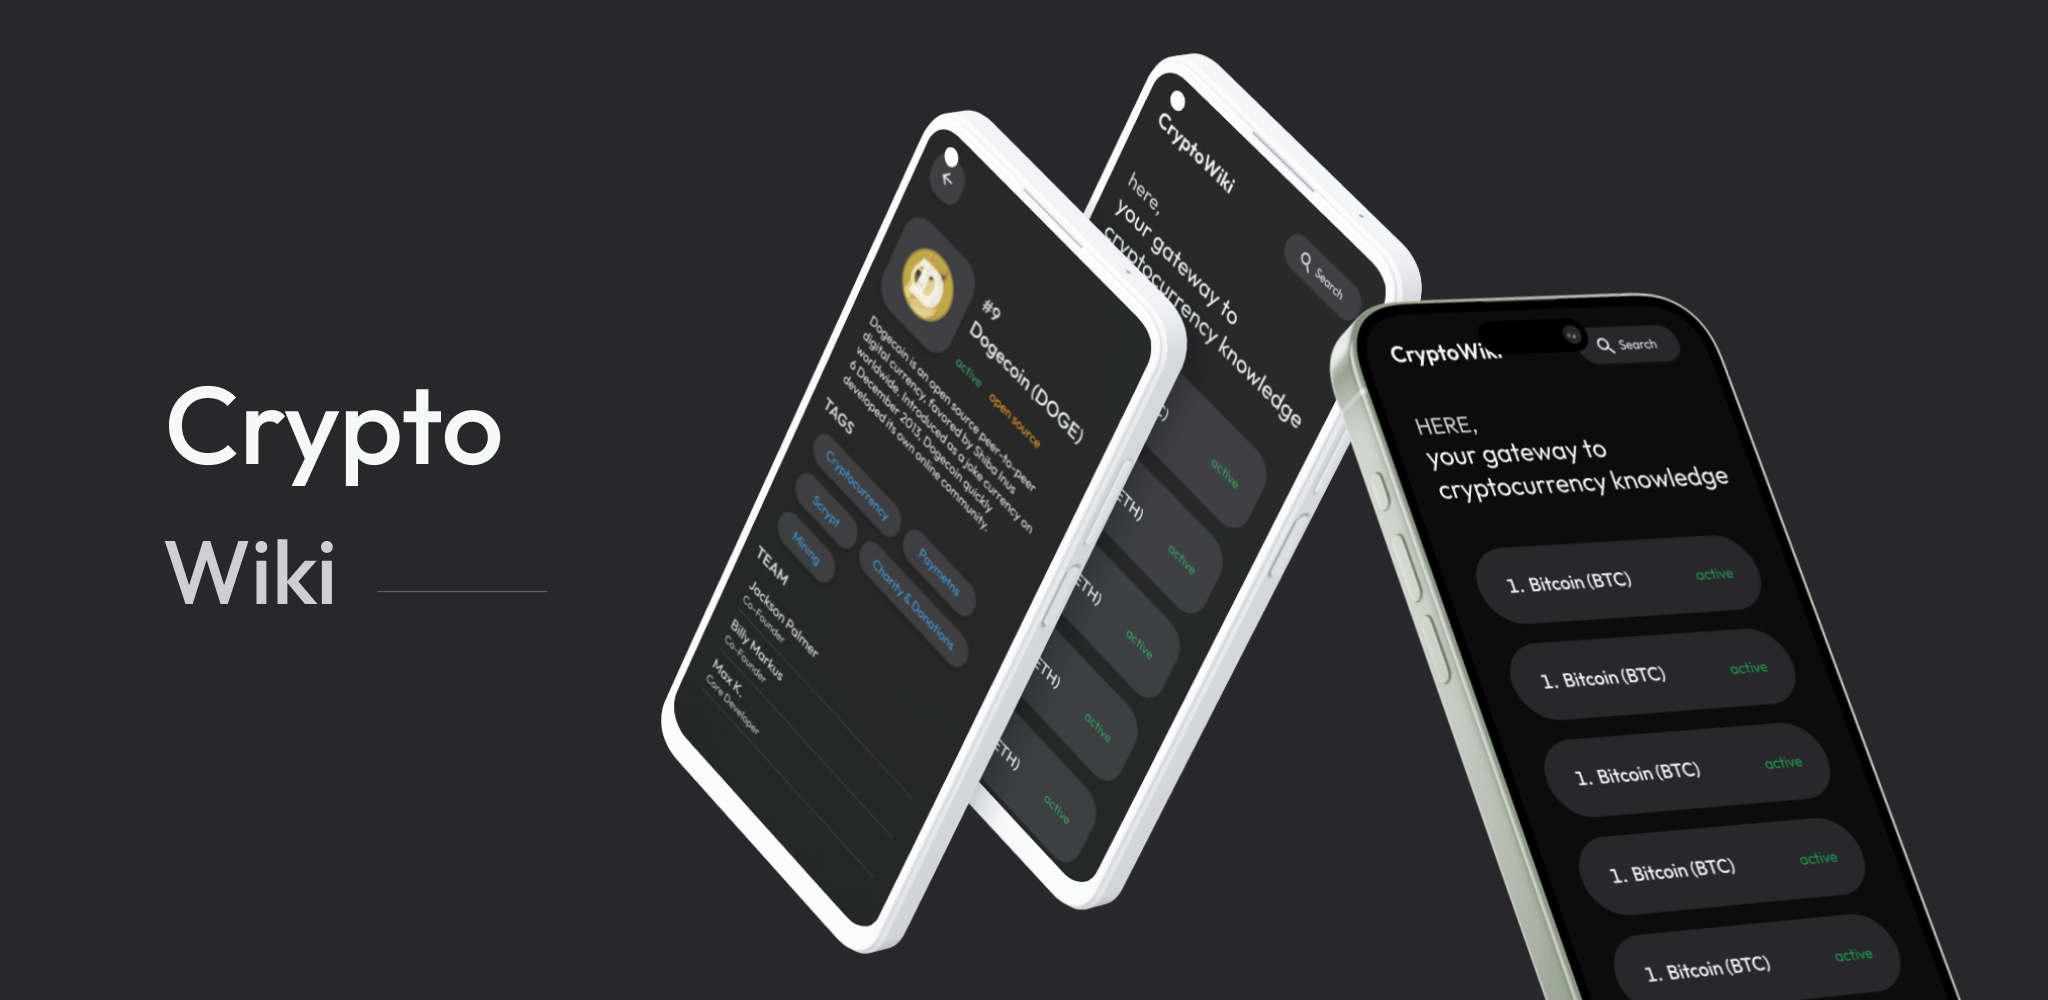 Crypto
Wiki
#9
Dogecoin (DOGE)
active open source
Dogecoin is an open source peer-to-peer
digital currency, favored by Shiba Inus
worldwide. Introduced as a joke currency on
6 December 2013, Dogecoin quickly
developed its own online community.
TAGS
Cryptocurrency
Paymetns
Scrypt
Charity & Donations
Mining
TEAM
Jackson Palmer
Co-Founder
Billy Markus
Co-Founder
Max K.
Core Developer
CryptoWiki
Search
here,
your gateway to
cryptocurrency knowledge
C) active
ETH) active
ETH) active
ETH) active
ETH) active
CryptoWiki
Search
HERE,
your gateway to
cryptocurrency knowledge
1. Bitcoin (BTC) active
1. Bitcoin (BTC) active
1. Bitcoin (BTC) active
1. Bitcoin (BTC) active
1. Bitcoin (BTC) active